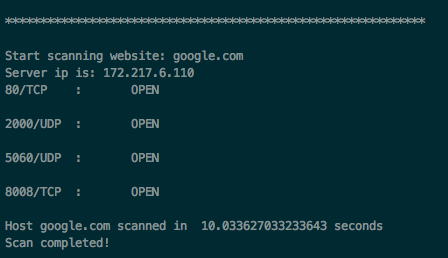 ************************************************************
Start scanning website: google.com
Server ip is: 172.217.6.110
80/TCP    :       OPEN
2000/UDP  :       OPEN
5060/UDP  :       OPEN
8008/TCP  :       OPEN
Host google.com scanned in  10.033627033233643 seconds
Scan completed!